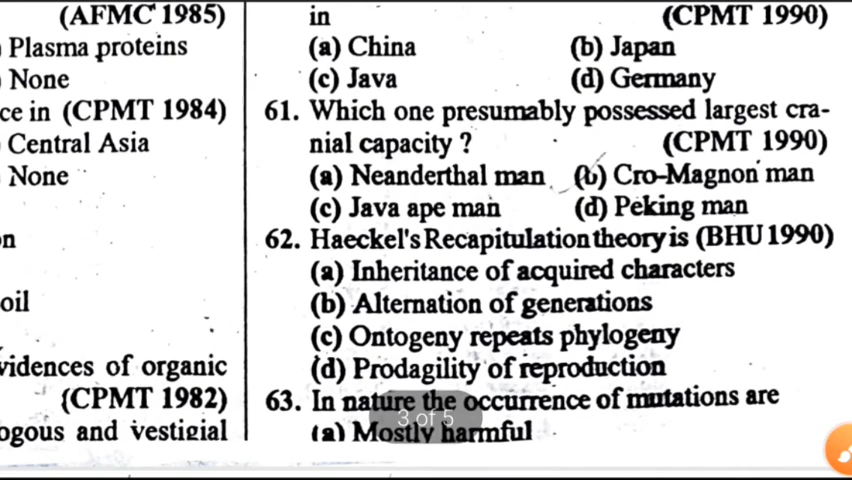 (AFMC 1985)
Plasma proteins
None
ce in (CPMT 1984)
Central Asia
None
n
oil
vidences of organic
(CPMT 1982)
ogous and vestigial
in (CPMT 1990)
(a) China (b) Japan
(c) Java (d) Germany
61. Which one presumably possessed largest cra-
nial capacity ? (CPMT 1990)
(a) Neanderthal man (b) Cro-Magnon man
(c) Java ape man (d) Peking man
62. Haeckel's Recapitulation theory is (BHU 1990)
(a) Inheritance of acquired characters
(b) Alternation of generations
(c) Ontogeny repeats phylogeny
(d) Prodagility of reproduction
63. In nature the occurrence of mutations are
3 of 5
(a) Mostly harmful